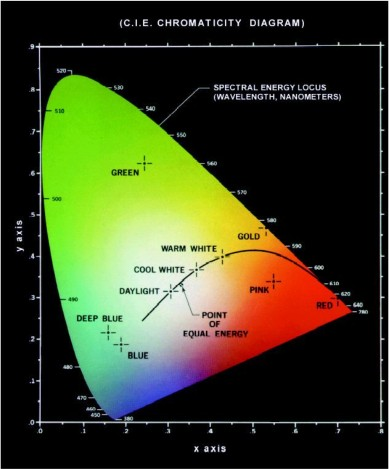 (C.I.E. CHROMATICITY DIAGRAM)
.9
520
530
SPECTRAL ENERGY LOCUS
(WAVELENGTH, NANOMETERS)
.8
540
510
550
.7
GREEN
560
.6
570
500
.5
GOLD
580
590
WARM WHITE
600
.4
COOL WHITE
610
DAYLIGHT
PINK
620
490
RED
640
.3
780
DEEP BLUE
POINT
OF
EQUAL ENERGY
.2
BLUE
480
.1
470
460
450
380
.0
.0
.1
.2
.3
.4
.5
.6
.7
.8
x axis
y axis